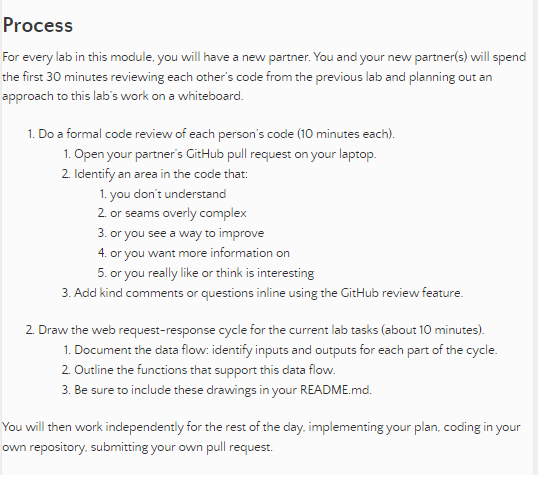 Process
For every lab in this module, you will have a new partner. You and your new partner(s) will spend
the first 30 minutes reviewing each other's code from the previous lab and planning out an
approach to this lab's work on a whiteboard.
1. Do a formal code review of each person's code (10 minutes each).
1. Open your partner's GitHub pull request on your laptop.
2. Identify an area in the code that:
1. you don't understand
2. or seams overly complex
3. or you see a way to improve
4. or you want more information on
5. or you really like or think is interesting
3. Add kind comments or questions inline using the GitHub review feature.
2. Draw the web request-response cycle for the current lab tasks (about 10 minutes).
1. Document the data flow: identify inputs and outputs for each part of the cycle.
2. Outline the functions that support this data flow.
3. Be sure to include these drawings in your README.md.
You will then work independently for the rest of the day, implementing your plan, coding in your
own repository, submitting your own pull request.